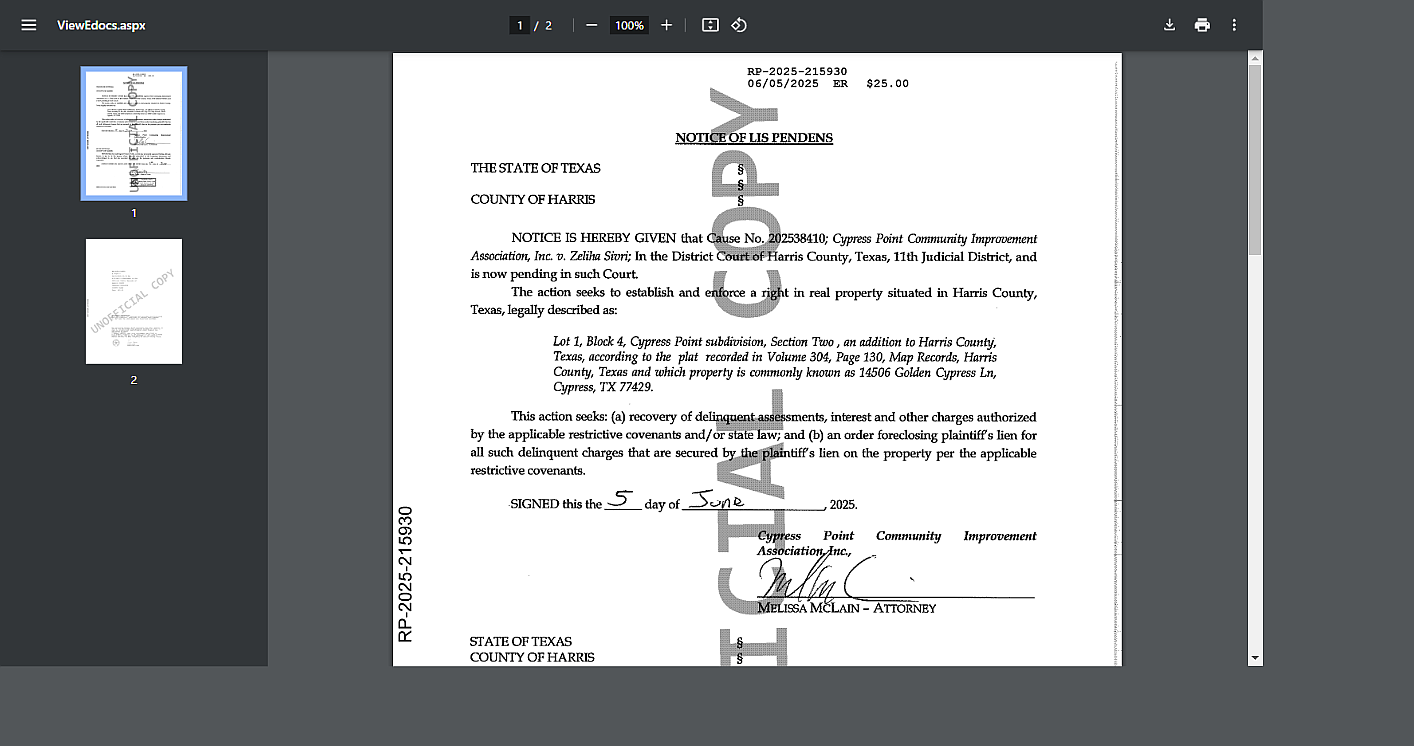 ViewEdocs.aspx
1 / 2
100%
1
2
RP-2025-215930
06/05/2025 ER $25.00
NOTICE OF LIS PENDENS
THE STATE OF TEXAS §
§
COUNTY OF HARRIS §
NOTICE IS HEREBY GIVEN that Cause No. 202538410; Cypress Point Community Improvement
Association, Inc. v. Zeliha Sivri; In the District Court of Harris County, Texas, 11th Judicial District, and
is now pending in such Court.
The action seeks to establish and enforce a right in real property situated in Harris County,
Texas, legally described as:
Lot 1, Block 4, Cypress Point subdivision, Section Two , an addition to Harris County,
Texas, according to the plat recorded in Volume 304, Page 130, Map Records, Harris
County, Texas and which property is commonly known as 14506 Golden Cypress Ln,
Cypress, TX 77429.
This action seeks: (a) recovery of delinquent assessments, interest and other charges authorized
by the applicable restrictive covenants and/or state law; and (b) an order foreclosing plaintiff's lien for
all such delinquent charges that are secured by the plaintiff's lien on the property per the applicable
restrictive covenants.
SIGNED this the 5 day of June, 2025.
Cypress Point Community Improvement
Association, Inc.,
MELISSA MCLAIN – ATTORNEY
STATE OF TEXAS §
COUNTY OF HARRIS §
RP-2025-215930
ICIAL COPY
UNOFFICIAL COPY
UNOFFICIAL COPY